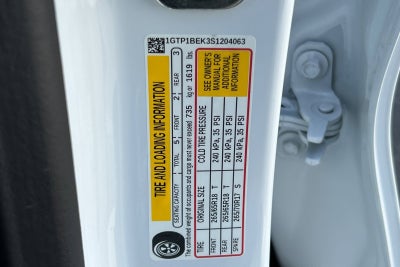 1GTP1BEK3S1204063
TIRE AND LOADING INFORMATION
SEATING CAPACITY TOTAL 5 FRONT 2 REAR 3
The combined weight of occupants and cargo must never exceed 735 kg or 1619 lbs.
TIRE ORIGINAL SIZE COLD TIRE PRESSURE
FRONT 265/65R18 T 240 kPa, 35 PSI
REAR 265/65R18 T 240 kPa, 35 PSI
SPARE 265/70R17 S 240 kPa, 35 PSI
SEE OWNER'S
MANUAL FOR
ADDITIONAL
INFORMATION